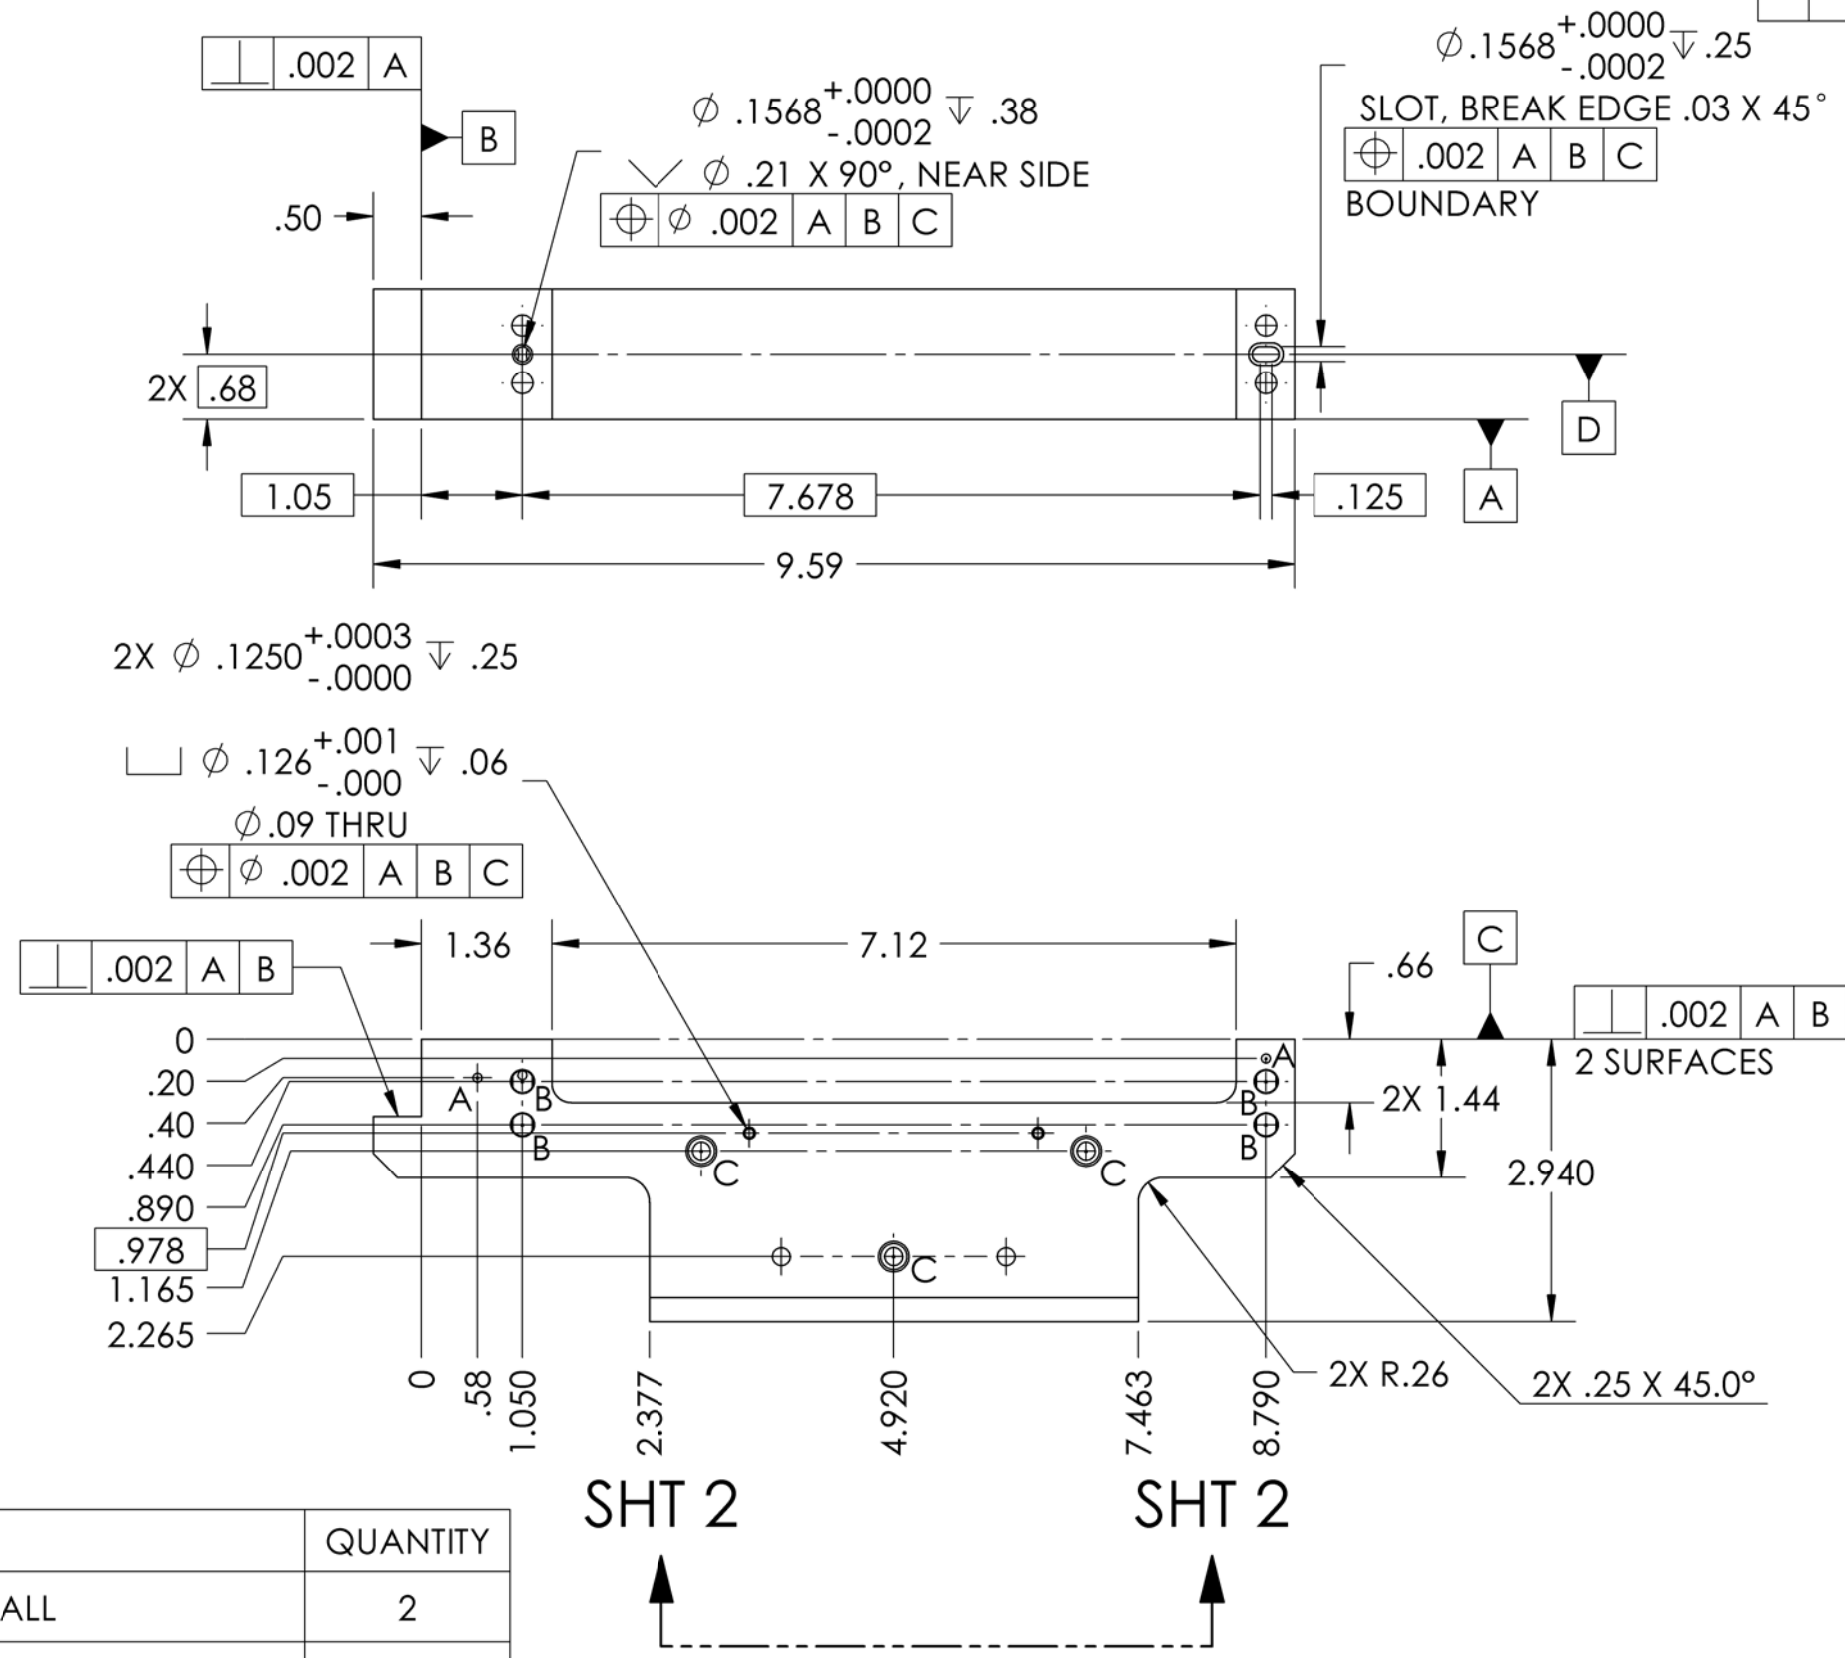 ⊥ .002 A
B
.50
⌀ .1568 +.0000 -.0002 ↧ .38
⌵ ⌀ .21 X 90°, NEAR SIDE
⌖ ⌀ .002 A B C
⌀.1568 +.0000 -.0002 ↧ .25
SLOT, BREAK EDGE .03 X 45°
⌖ .002 A B C
BOUNDARY
2X .68
D
A
1.05 7.678 .125
9.59
2X ⌀ .1250 +.0003 -.0000 ↧ .25
⌴ ⌀ .126 +.001 -.000 ↧ .06
⌀.09 THRU
⌖ ⌀ .002 A B C
⊥ .002 A B
1.36 7.12
.66
C
⊥ .002 A B
2 SURFACES
0
.20
.40
.440
.890
.978
1.165
2.265
A
A
B
B
B
B
C
C
C
2X 1.44
2.940
2X R.26
2X .25 X 45.0°
0
.58
1.050
2.377
4.920
7.463
8.790
SHT 2 SHT 2
QUANTITY
ALL 2